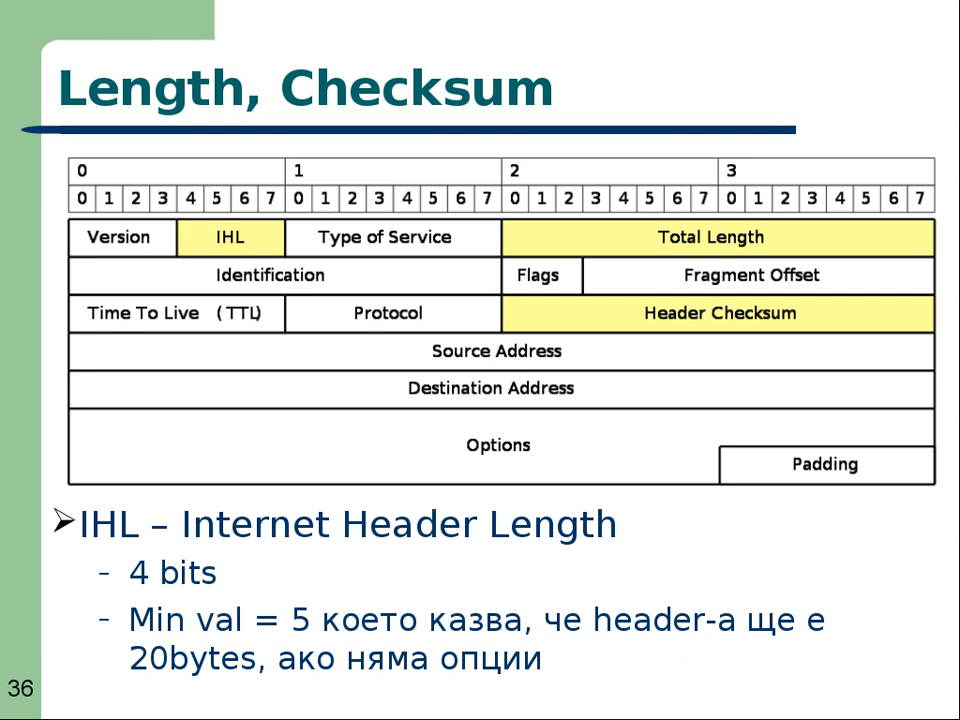 Length, Checksum
0 1 2 3
0 1 2 3 4 5 6 7 0 1 2 3 4 5 6 7 0 1 2 3 4 5 6 7 0 1 2 3 4 5 6 7
Version IHL Type of Service Total Length
Identification Flags Fragment Offset
Time To Live (TTL) Protocol Header Checksum
Source Address
Destination Address
Options
Padding
➢IHL – Internet Header Length
– 4 bits
– Min val = 5 което казва, че header-а ще е
20bytes, ако няма опции
36